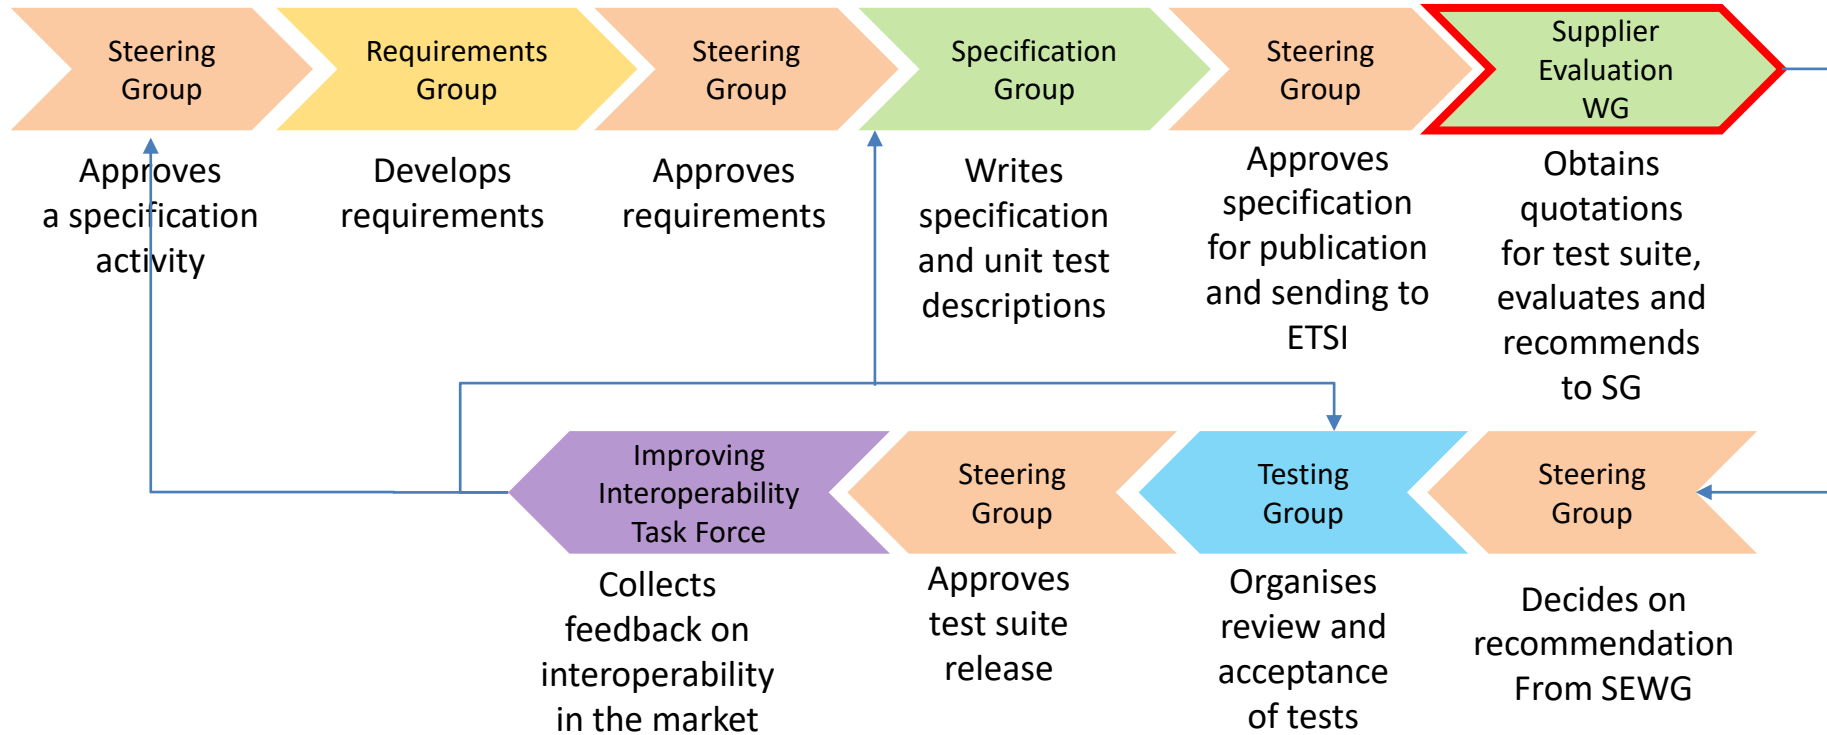 Steering
Group
Requirements
Group
Steering
Group
Specification
Group
Steering
Group
Supplier
Evaluation
WG
Approves
a specification
activity
Develops
requirements
Approves
requirements
Writes
specification
and unit test
descriptions
Approves
specification
for publication
and sending to
ETSI
Obtains
quotations
for test suite,
evaluates and
recommends
to SG
Improving
Interoperability
Task Force
Steering
Group
Testing
Group
Steering
Group
Collects
feedback on
interoperability
in the market
Approves
test suite
release
Organises
review and
acceptance
of tests
Decides on
recommendation
From SEWG